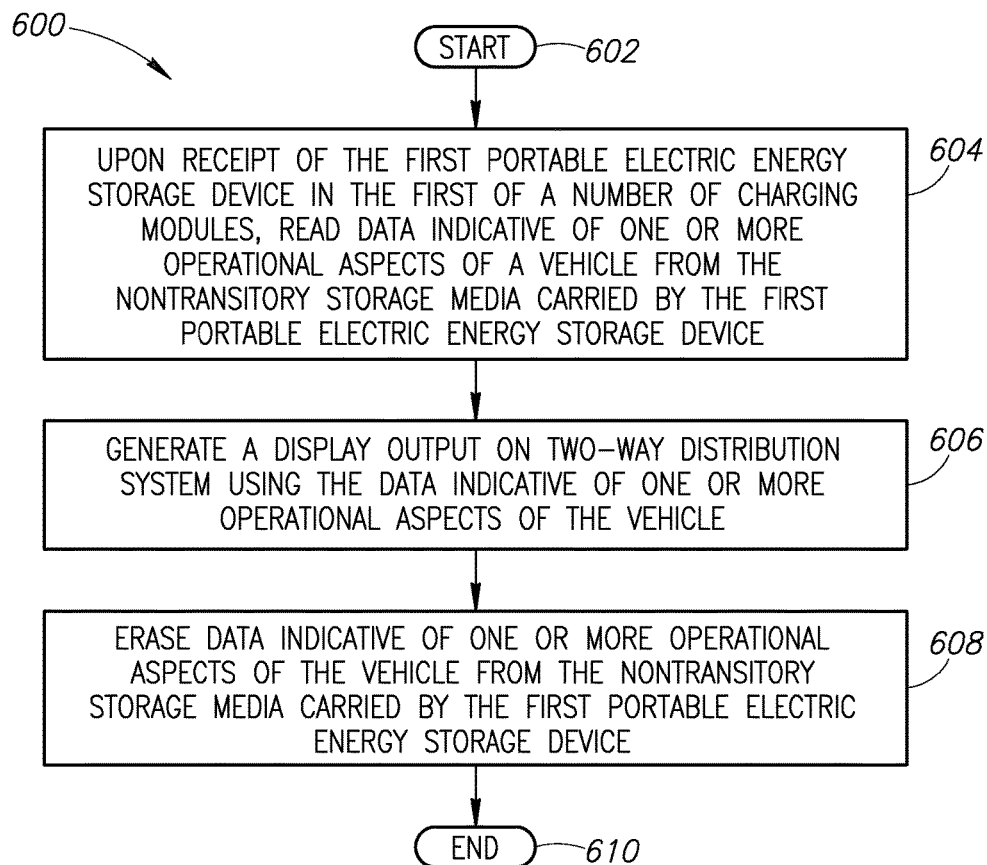 600
START
602
UPON RECEIPT OF THE FIRST PORTABLE ELECTRIC ENERGY
STORAGE DEVICE IN THE FIRST OF A NUMBER OF CHARGING
MODULES, READ DATA INDICATIVE OF ONE OR MORE
OPERATIONAL ASPECTS OF A VEHICLE FROM THE
NONTRANSITORY STORAGE MEDIA CARRIED BY THE FIRST
PORTABLE ELECTRIC ENERGY STORAGE DEVICE
604
GENERATE A DISPLAY OUTPUT ON TWO-WAY DISTRIBUTION
SYSTEM USING THE DATA INDICATIVE OF ONE OR MORE
OPERATIONAL ASPECTS OF THE VEHICLE
606
ERASE DATA INDICATIVE OF ONE OR MORE OPERATIONAL
ASPECTS OF THE VEHICLE FROM THE NONTRANSITORY
STORAGE MEDIA CARRIED BY THE FIRST PORTABLE ELECTRIC
ENERGY STORAGE DEVICE
608
END
610